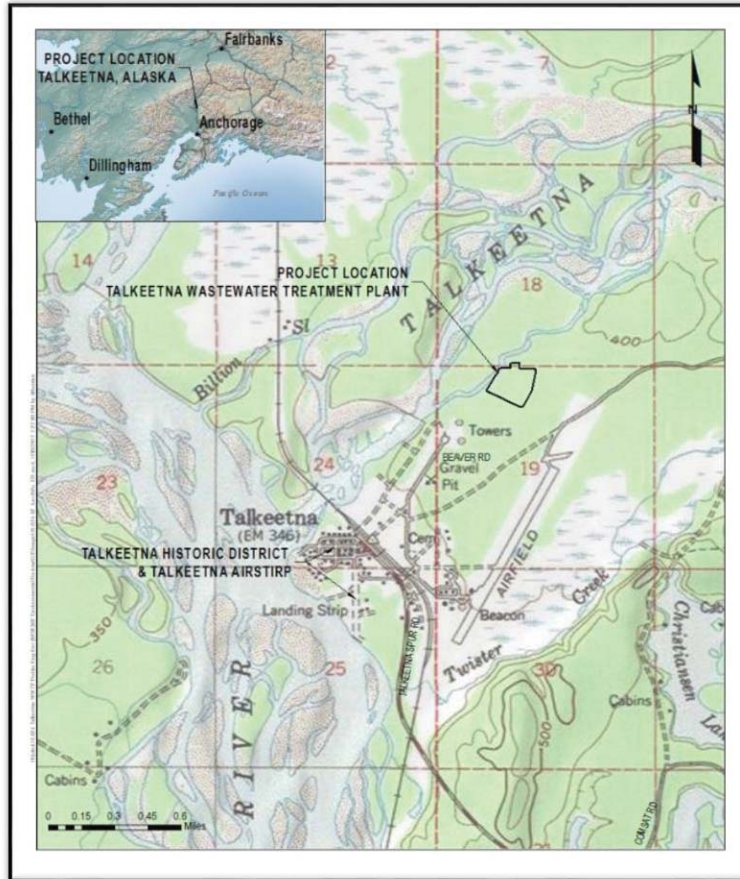 Fairbanks
PROJECT LOCATION
TALKEETNA, ALASKA
Bethel
Anchorage
Dillingham
Pacific Ocean
2
7
N
14
13
TALKEETNA
PROJECT LOCATION
TALKEETNA WASTEWATER TREATMENT PLANT
18
Sl
Billion
400
Towers
BEAVER RD
Gravel
Pit
24
19
23
Talkeetna
(EM 346)
Cem
AIRFIELD
TALKEETNA HISTORIC DISTRICT
& TALKEETNA AIRSTIRP
Landing Strip
Beacon
Creek
Christiansen
Cab
350
26
25
TALKEETNA SPUR RD
Twister
30
Cabins
500
RIVER
Cabins
0 0.15 0.3 0.45 0.6
Miles
COMSAT RD